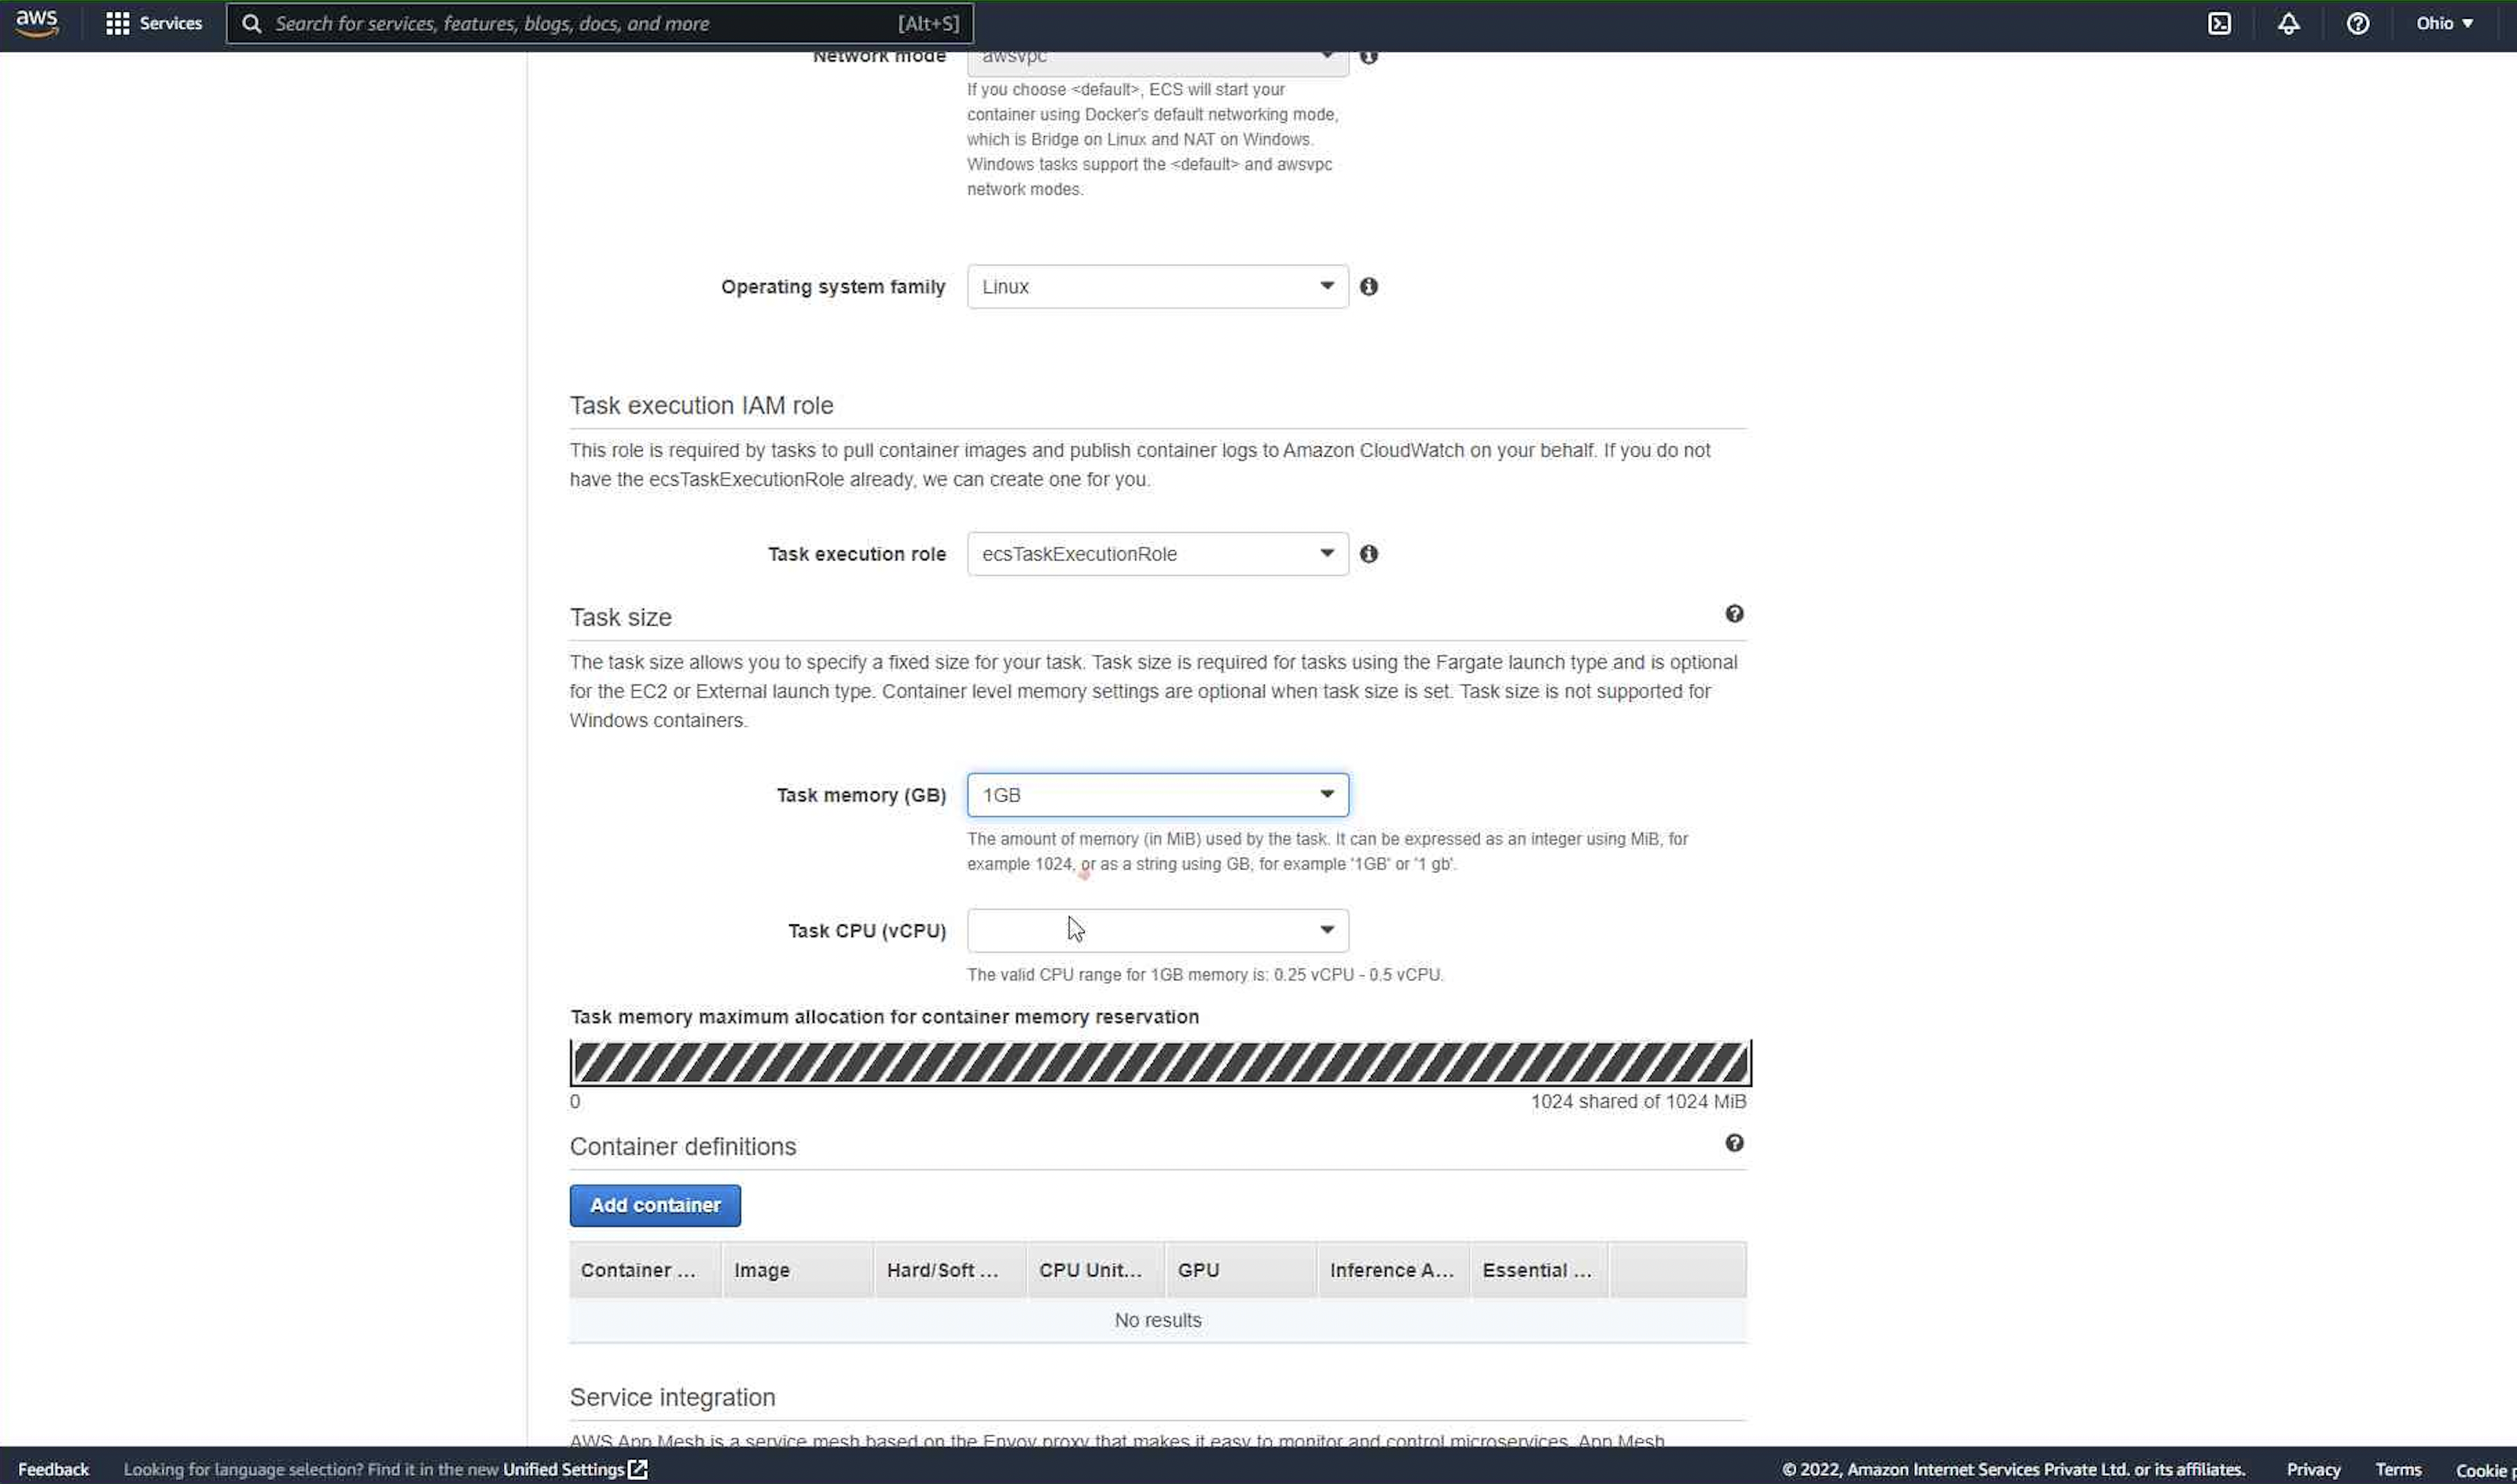 aws
Services
Search for services, features, blogs, docs, and more
[Alt+S]
Ohio
Network mode
awsvpc
If you choose <default>, ECS will start your
container using Docker's default networking mode,
which is Bridge on Linux and NAT on Windows.
Windows tasks support the <default> and awsvpc
network modes.
Operating system family
Linux
Task execution IAM role
This role is required by tasks to pull container images and publish container logs to Amazon CloudWatch on your behalf. If you do not
have the ecsTaskExecutionRole already, we can create one for you.
Task execution role
ecsTaskExecutionRole
Task size
The task size allows you to specify a fixed size for your task. Task size is required for tasks using the Fargate launch type and is optional
for the EC2 or External launch type. Container level memory settings are optional when task size is set. Task size is not supported for
Windows containers.
Task memory (GB)
1GB
The amount of memory (in MiB) used by the task. It can be expressed as an integer using MiB, for
example 1024, or as a string using GB, for example '1GB' or '1 gb'.
Task CPU (vCPU)
The valid CPU range for 1GB memory is: 0.25 vCPU - 0.5 vCPU.
Task memory maximum allocation for container memory reservation
0
1024 shared of 1024 MiB
Container definitions
Add container
Container ...
Image
Hard/Soft ...
CPU Unit...
GPU
Inference A...
Essential ...
No results
Service integration
AWS App Mesh is a service mesh based on the Envoy proxy that makes it easy to monitor and control microservices. App Mesh
Feedback
Looking for language selection? Find it in the new Unified Settings
© 2022, Amazon Internet Services Private Ltd. or its affiliates.
Privacy
Terms
Cookie